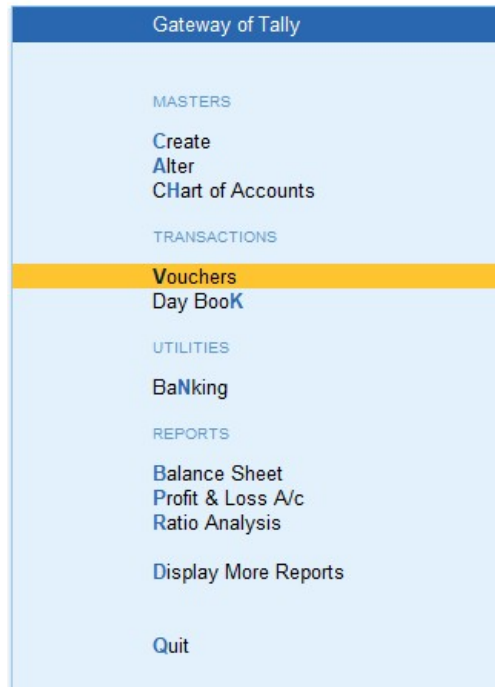 Gateway of Tally
MASTERS
Create
Alter
CHart of Accounts
TRANSACTIONS
Vouchers
Day BooK
UTILITIES
BaNking
REPORTS
Balance Sheet
Profit & Loss A/c
Ratio Analysis
Display More Reports
Quit